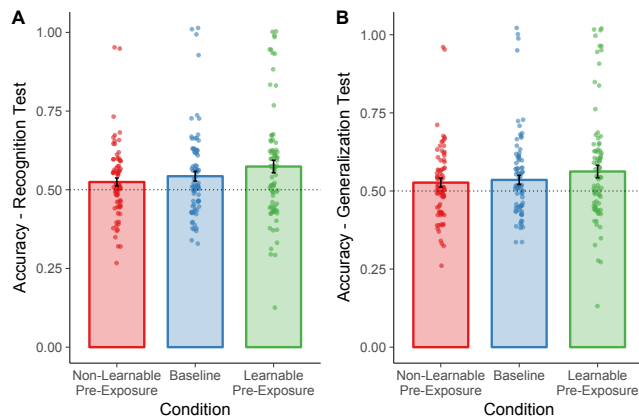 A
Accuracy - Recognition Test
1.00
0.75
0.50
0.25
0.00
Non-Learnable
Pre-Exposure
Baseline
Learnable
Pre-Exposure
Condition
B
Accuracy - Generalization Test
1.00
0.75
0.50
0.25
0.00
Non-Learnable
Pre-Exposure
Baseline
Learnable
Pre-Exposure
Condition